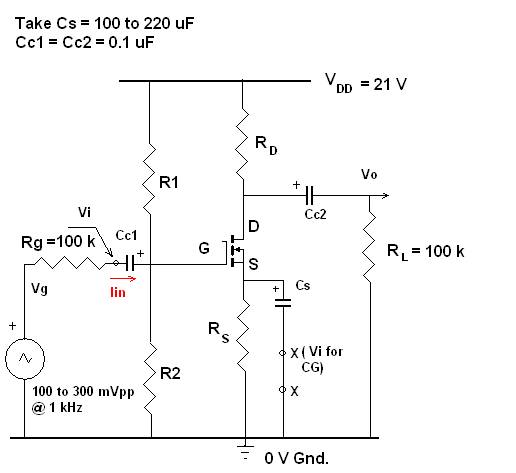 Take Cs = 100 to 220 uF
Cc1 = Cc2 = 0.1 uF
VDD = 21 V
RD
R1
Vo
+
Cc2
Vi
Rg =100 k
Cc1
+
D
G
S
RL = 100 k
Vg
Iin
Cs
+
RS
X ( Vi for
CG)
+
R2
X
100 to 300 mVpp
@ 1 kHz
0 V Gnd.